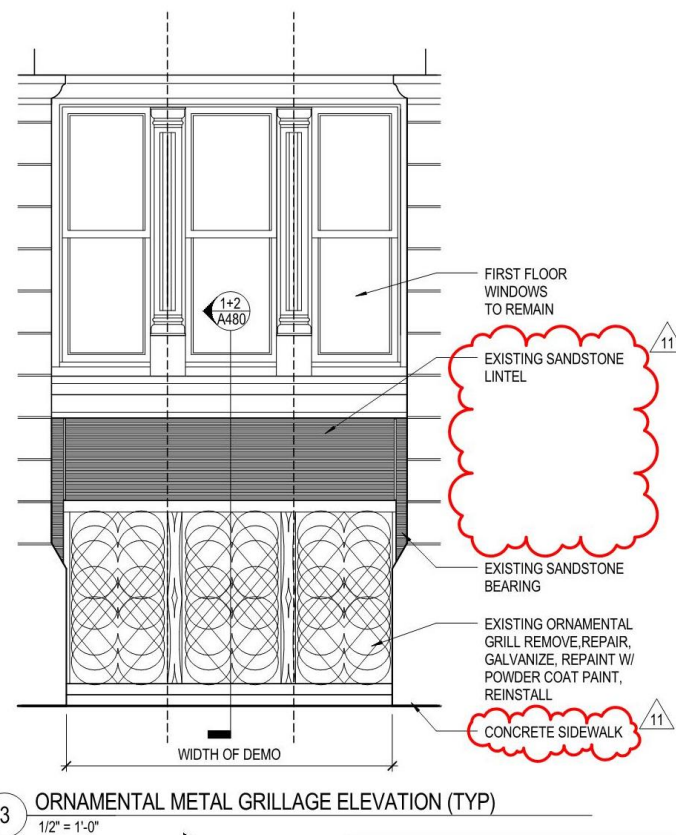 1+2
A480
FIRST FLOOR
WINDOWS
TO REMAIN
11
EXISTING SANDSTONE
LINTEL
EXISTING SANDSTONE
BEARING
EXISTING ORNAMENTAL
GRILL REMOVE,REPAIR,
GALVANIZE, REPAINT W/
POWDER COAT PAINT,
REINSTALL
11
CONCRETE SIDEWALK
WIDTH OF DEMO
3 ORNAMENTAL METAL GRILLAGE ELEVATION (TYP)
1/2" = 1'-0"